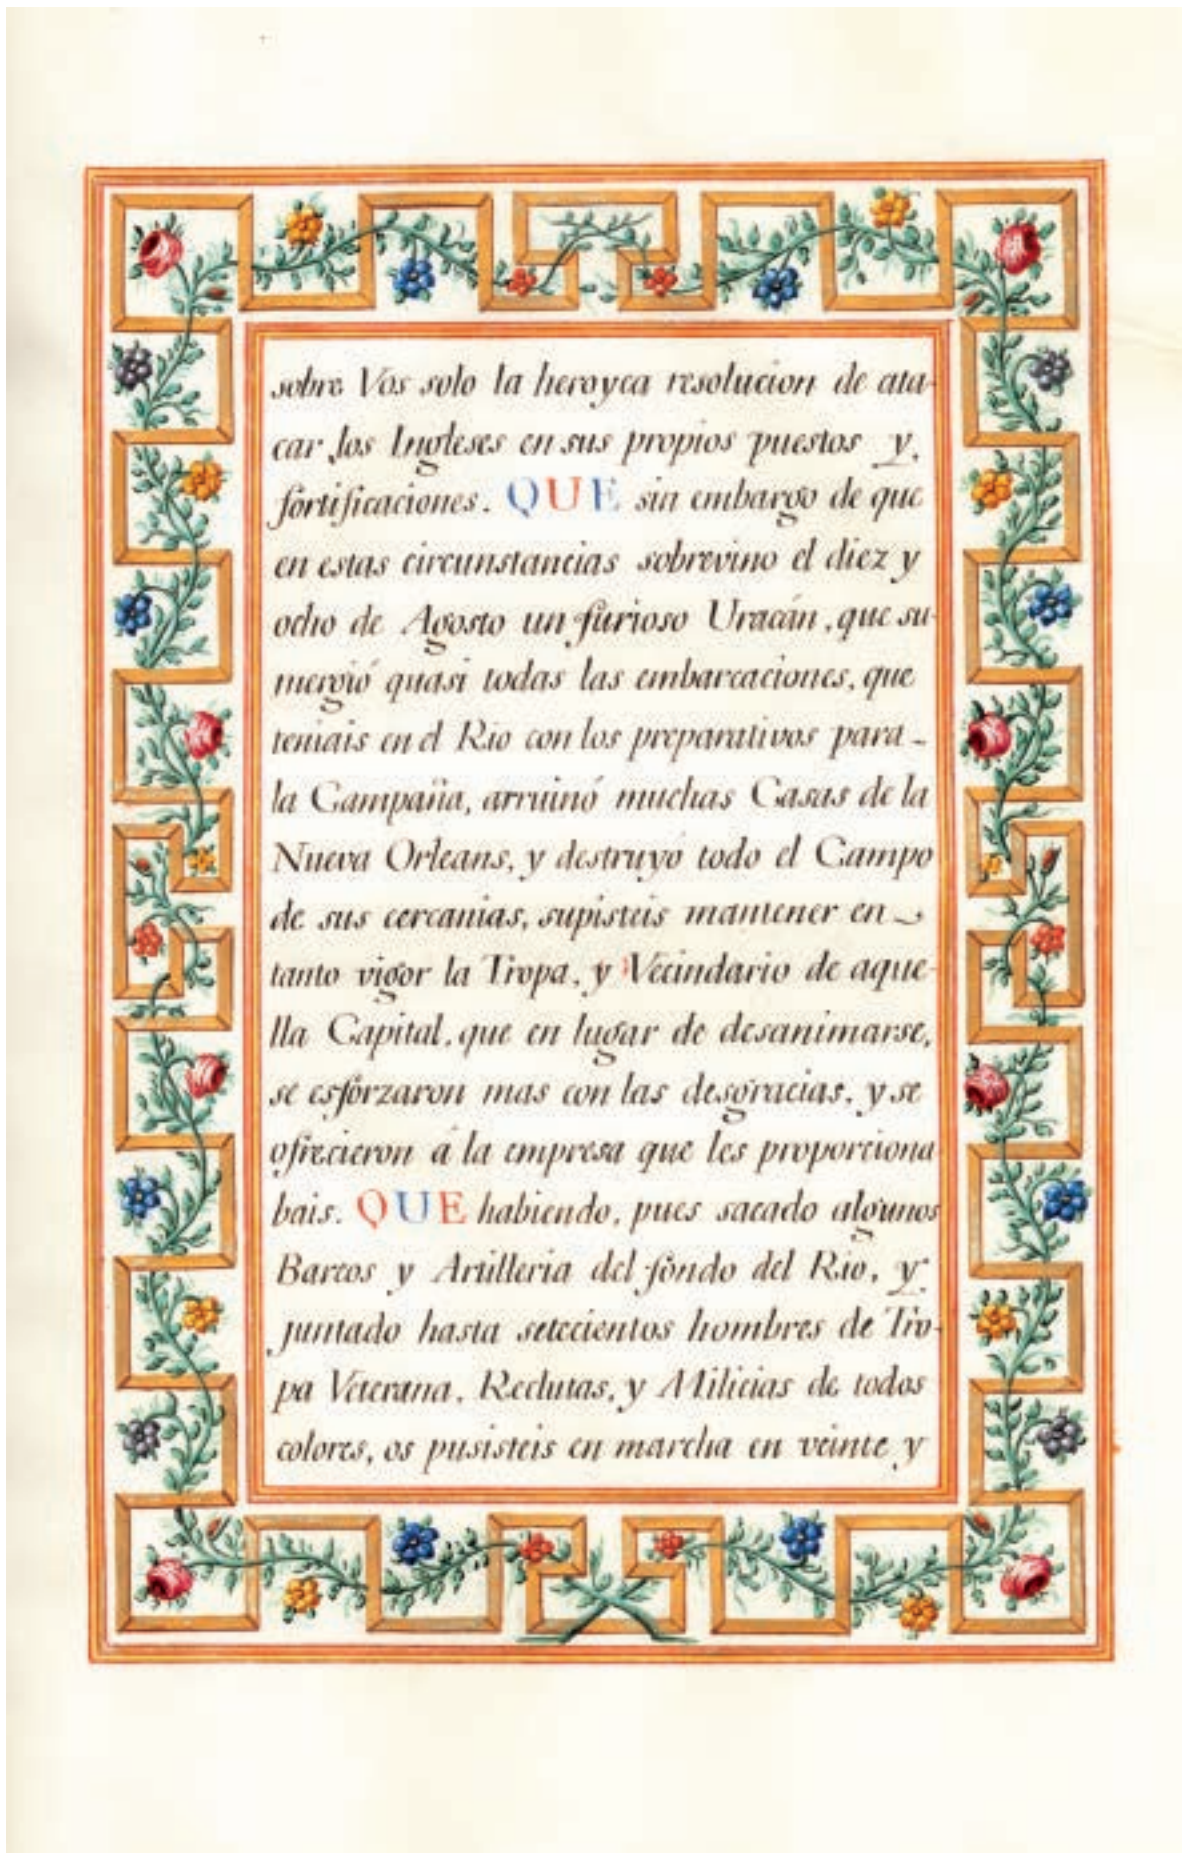 sobre Vos solo la heroyca resolucion de ata-
car los Ingleses en sus propios puestos y
fortificaciones. QUE sin embargo de que
en estas circunstancias sobrevino el diez y
ocho de Agosto un furioso Uracán, que su-
mergió quasi todas las embarcaciones, que
teniais en el Rio con los preparativos para
la Campaña, arruinó muchas Casas de la
Nueva Orleans, y destruyó todo el Campo
de sus cercanias, supisteis mantener en
tanto vigor la Tropa, y Vecindario de aque-
lla Capital, que en lugar de desanimarse,
se esforzaron mas con las desgracias, y se
ofrecieron á la empresa que les proporciona
bais. QUE habiendo, pues sacado algunos
Barcos y Artilleria del fondo del Rio, y
juntado hasta setecientos hombres de Tro-
pa Veterana, Reclutas, y Milicias de todos
colores, os pusisteis en marcha en veinte y